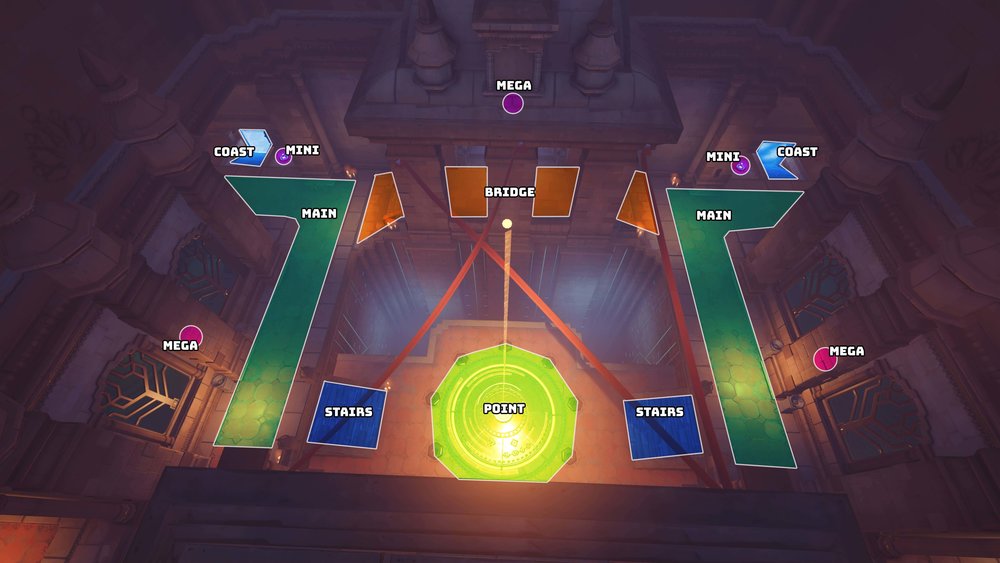 MEGA
COAST
MINI
MINI
COAST
BRIDGE
MAIN
MAIN
MEGA
MEGA
STAIRS
POINT
STAIRS